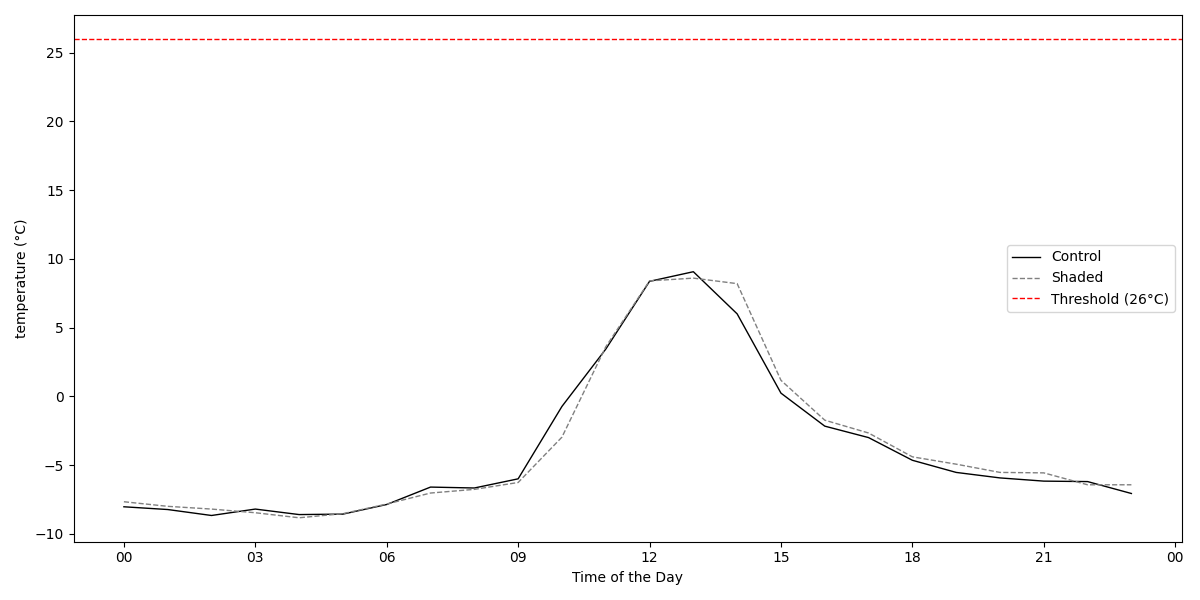 25
20
15
10
5
0
−5
−10
temperature (°C)
Control
Shaded
Threshold (26°C)
00 03 06 09 12 15 18 21 00
Time of the Day